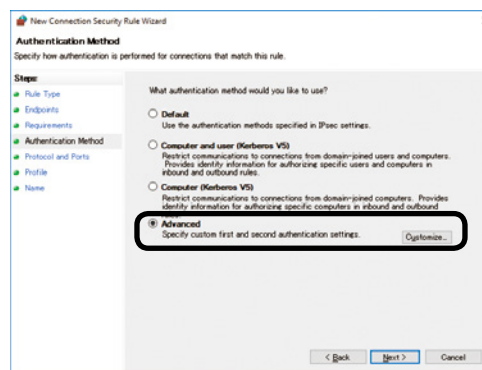 New Connection Security Rule Wizard
Authentication Method
Specify how authentication is performed for connections that match this rule.
Steps:
Rule Type
Endpoints
Requirements
Authentication Method
Protocol and Ports
Profile
Name
What authentication method would you like to use?
Default
Use the authentication methods specified in IPsec settings.
Computer and user (Kerberos V5)
Restrict communications to connections from domain-joined users and computers.
Provides identity information for authorizing specific users and computers in
inbound and outbound rules.
Computer (Kerberos V5)
Restrict communications to connections from domain-joined computers. Provides
identity information for authorizing specific computers in inbound and outbound
Advanced
Specify custom first and second authentication settings.
Customize...
< Back
Next >
Cancel